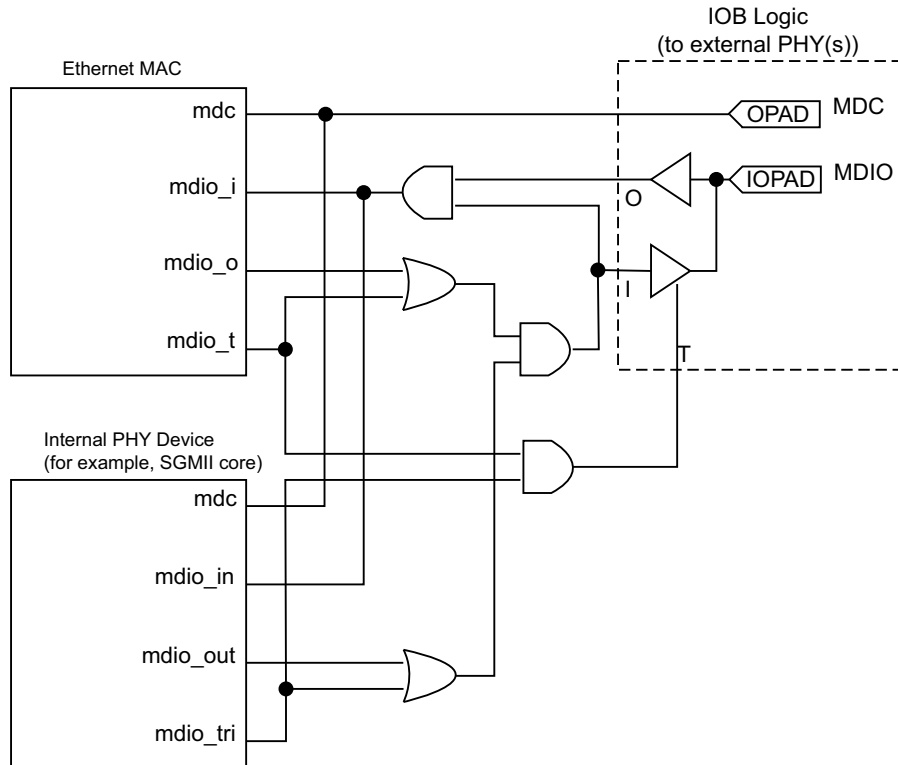 IOB Logic
(to external PHY(s))
Ethernet MAC
mdc
OPAD
MDC
mdio_i
O
IOPAD
MDIO
mdio_o
I
mdio_t
T
Internal PHY Device
(for example, SGMII core)
mdc
mdio_in
mdio_out
mdio_tri